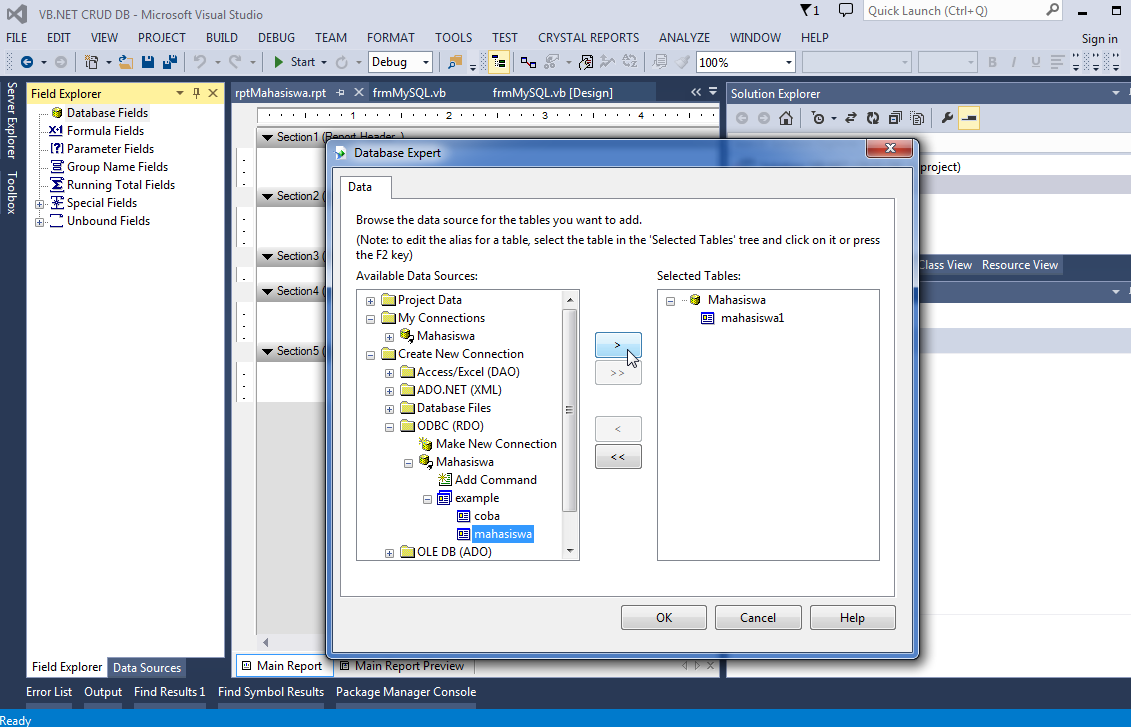 VB.NET CRUD DB - Microsoft Visual Studio
1
Quick Launch (Ctrl+Q)
FILE EDIT VIEW PROJECT BUILD DEBUG TEAM FORMAT TOOLS TEST CRYSTAL REPORTS ANALYZE WINDOW HELP
Sign in
Start Debug 100% B I U
Server Explorer
Toolbox
Field Explorer
Database Fields
Formula Fields
Parameter Fields
Group Name Fields
Running Total Fields
Special Fields
Unbound Fields
Field Explorer Data Sources
rptMahasiswa.rpt frmMySQL.vb frmMySQL.vb [Design]
1 2 3 4
Section1 (Report Header )
Section2 (
Section3 (
Section4 (
Section5 (
Main Report Main Report Preview
Solution Explorer
project)
Class View Resource View
Database Expert
Data
Browse the data source for the tables you want to add.
(Note: to edit the alias for a table, select the table in the 'Selected Tables' tree and click on it or press
the F2 key)
Available Data Sources:
Project Data
My Connections
Mahasiswa
Create New Connection
Access/Excel (DAO)
ADO.NET (XML)
Database Files
ODBC (RDO)
Make New Connection
Mahasiswa
Add Command
example
coba
mahasiswa
OLE DB (ADO)
>
>>
<
<<
Selected Tables:
Mahasiswa
mahasiswa1
OK Cancel Help
Error List Output Find Results 1 Find Symbol Results Package Manager Console
Ready